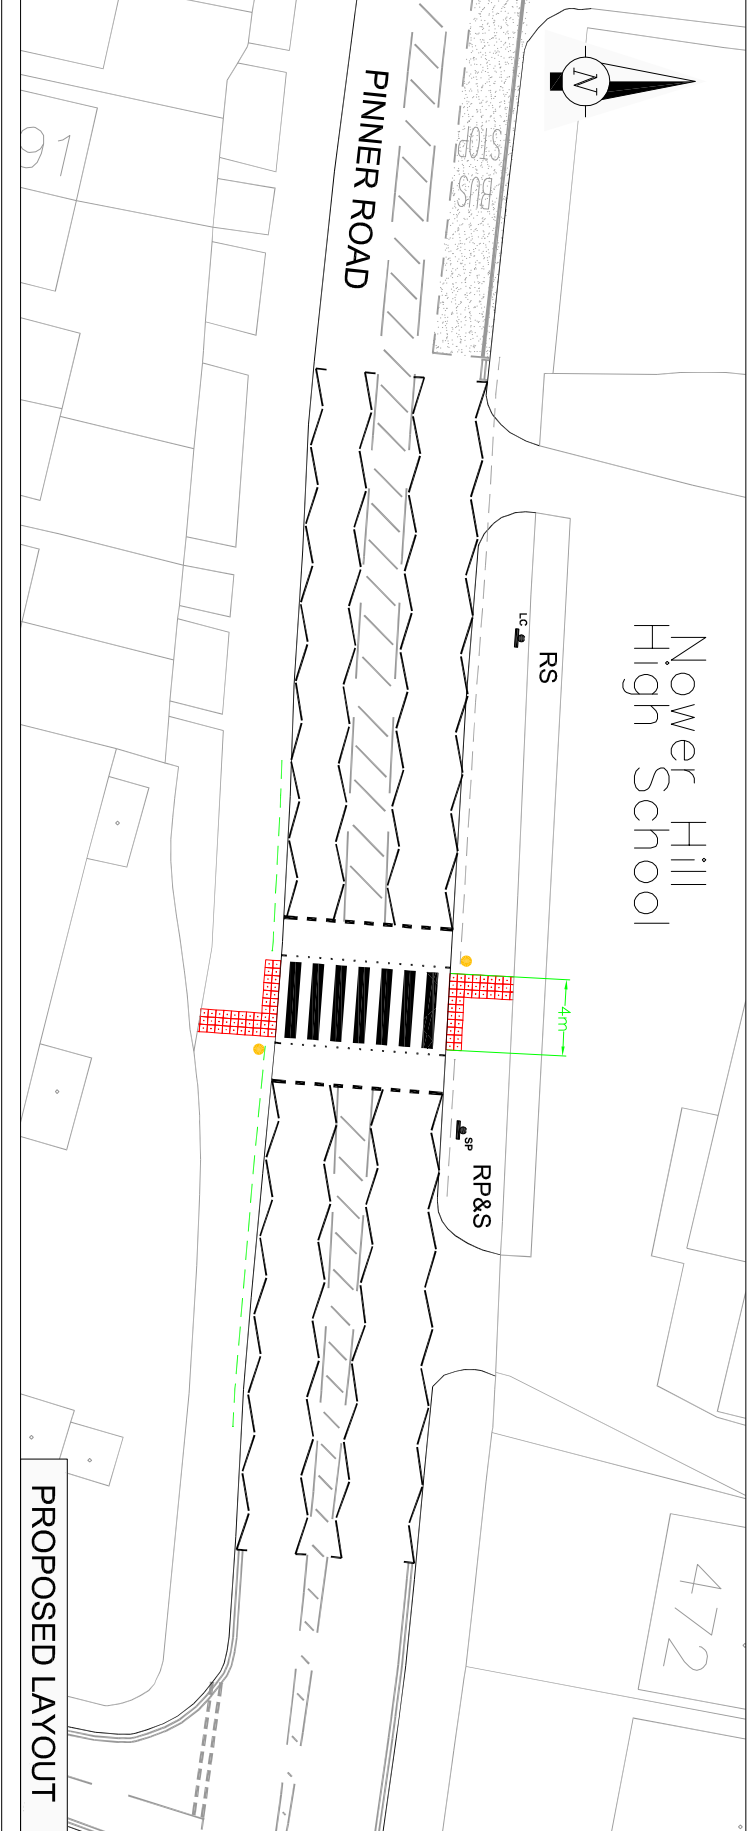 N
PINNER ROAD
BUS
STOP
91
Nower Hill
High School
LC
RS
4m
SP
RP&S
472
PROPOSED LAYOUT